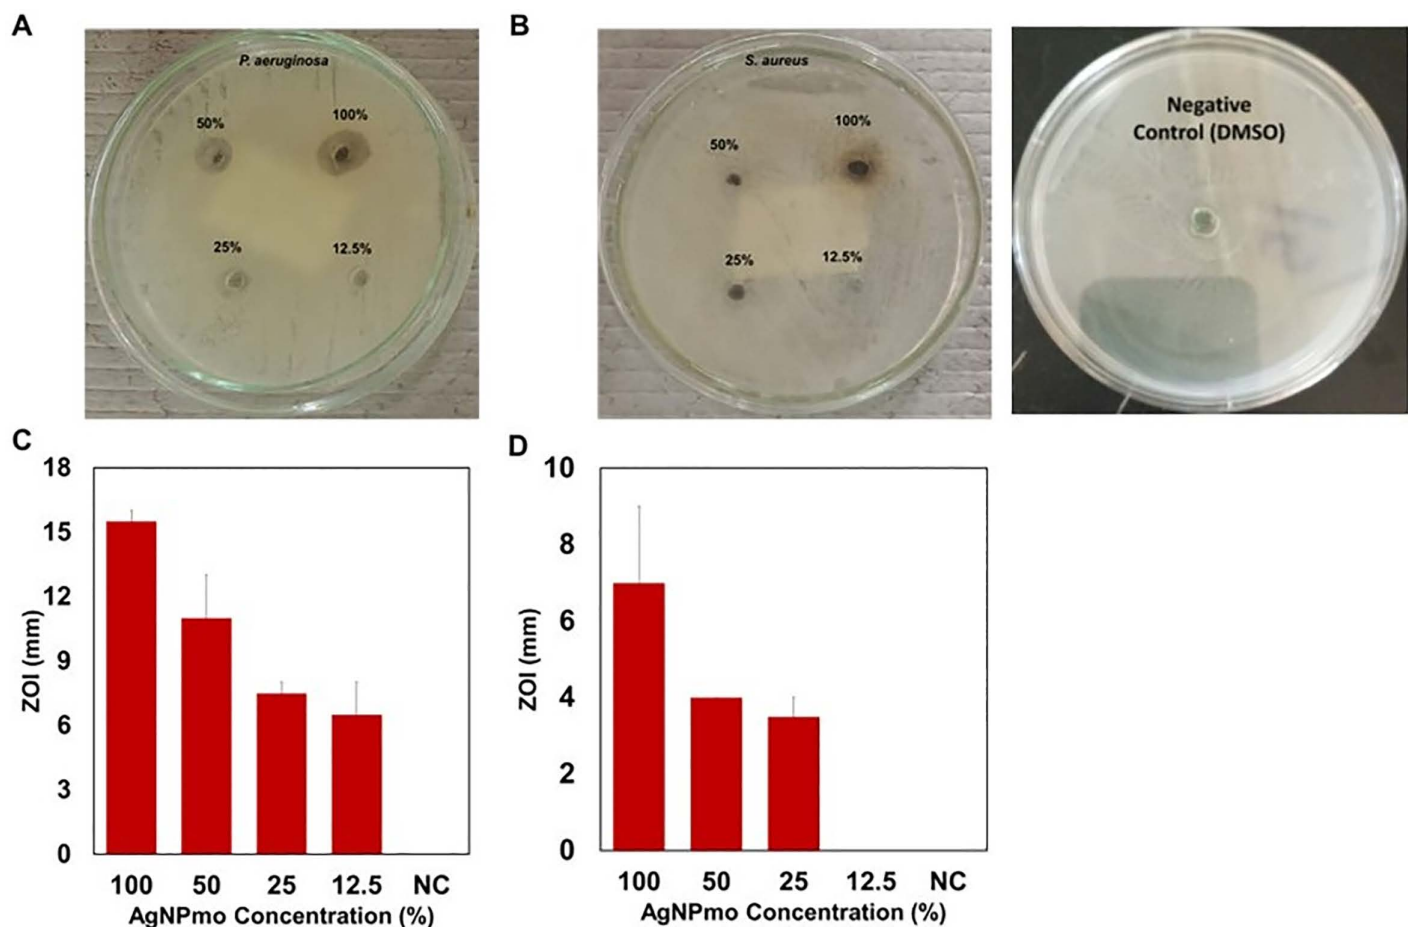 A
B
P. aeruginosa
50%
100%
25%
12.5%
S. aureus
50%
100%
25%
12.5%
Negative
Control (DMSO)
C
18
15
12
9
6
3
0
ZOI (mm)
100 50 25 12.5 NC
AgNPmo Concentration (%)
D
10
8
6
4
2
0
ZOI (mm)
100 50 25 12.5 NC
AgNPmo Concentration (%)